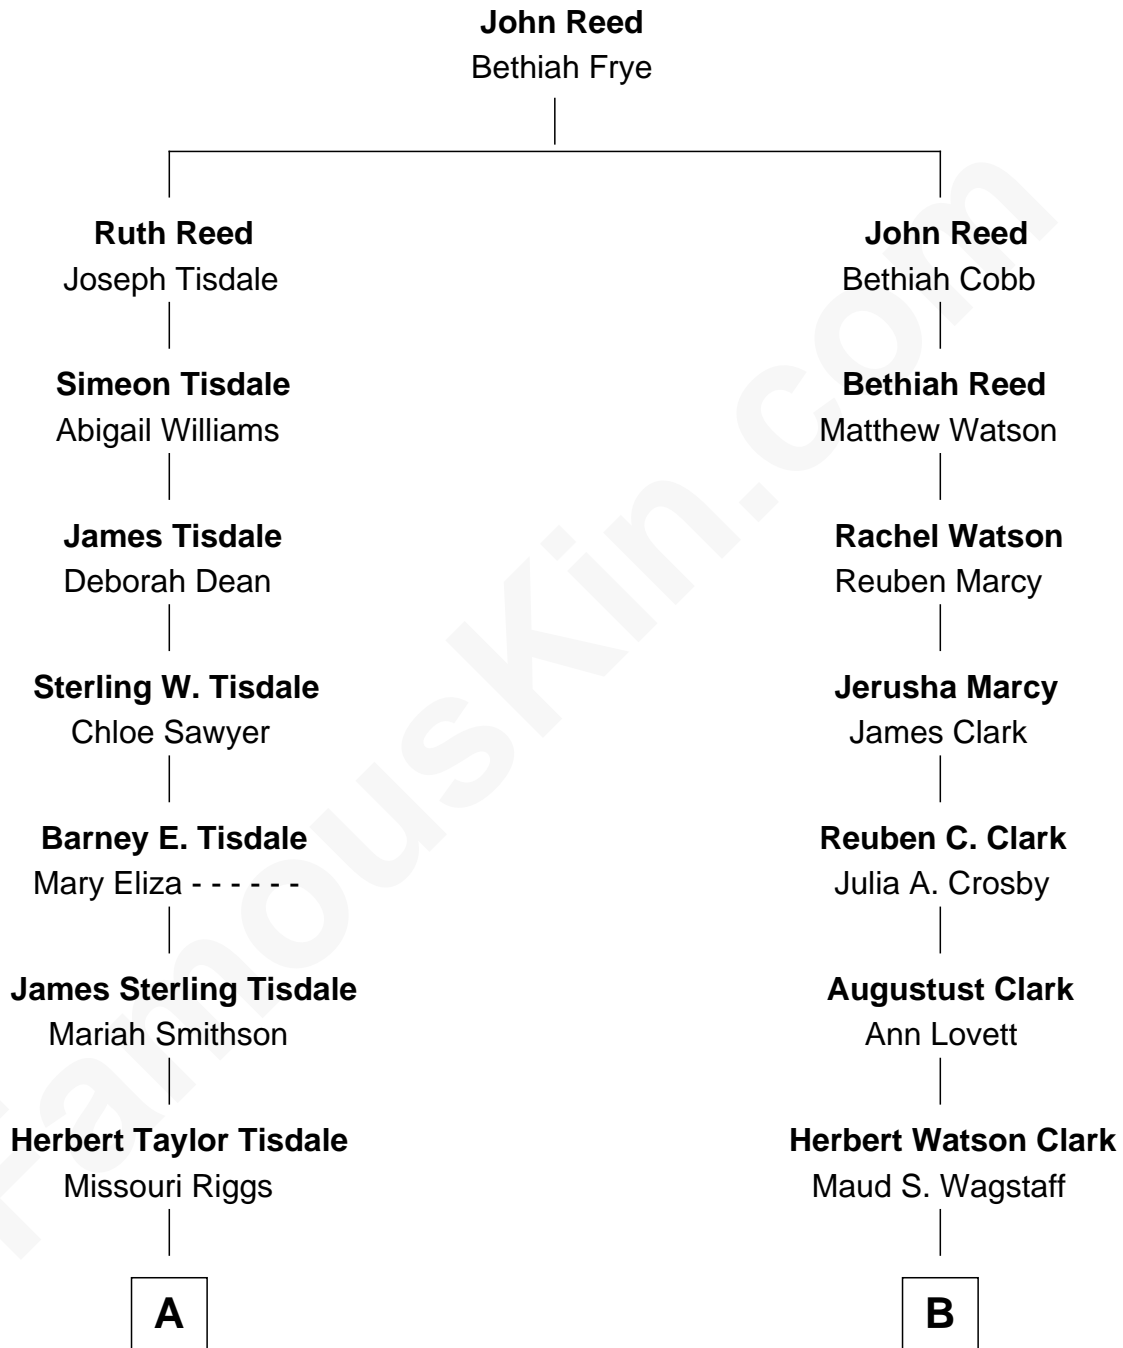 John Reed
Bethiah Frye
Ruth Reed
Joseph Tisdale
John Reed
Bethiah Cobb
Simeon Tisdale
Abigail Williams
Bethiah Reed
Matthew Watson
James Tisdale
Deborah Dean
Rachel Watson
Reuben Marcy
Sterling W. Tisdale
Chloe Sawyer
Jerusha Marcy
James Clark
Barney E. Tisdale
Mary Eliza - - - - - -
Reuben C. Clark
Julia A. Crosby
James Sterling Tisdale
Mariah Smithson
Augustust Clark
Ann Lovett
Herbert Taylor Tisdale
Missouri Riggs
Herbert Watson Clark
Maud S. Wagstaff
A
B
FamousKin.com